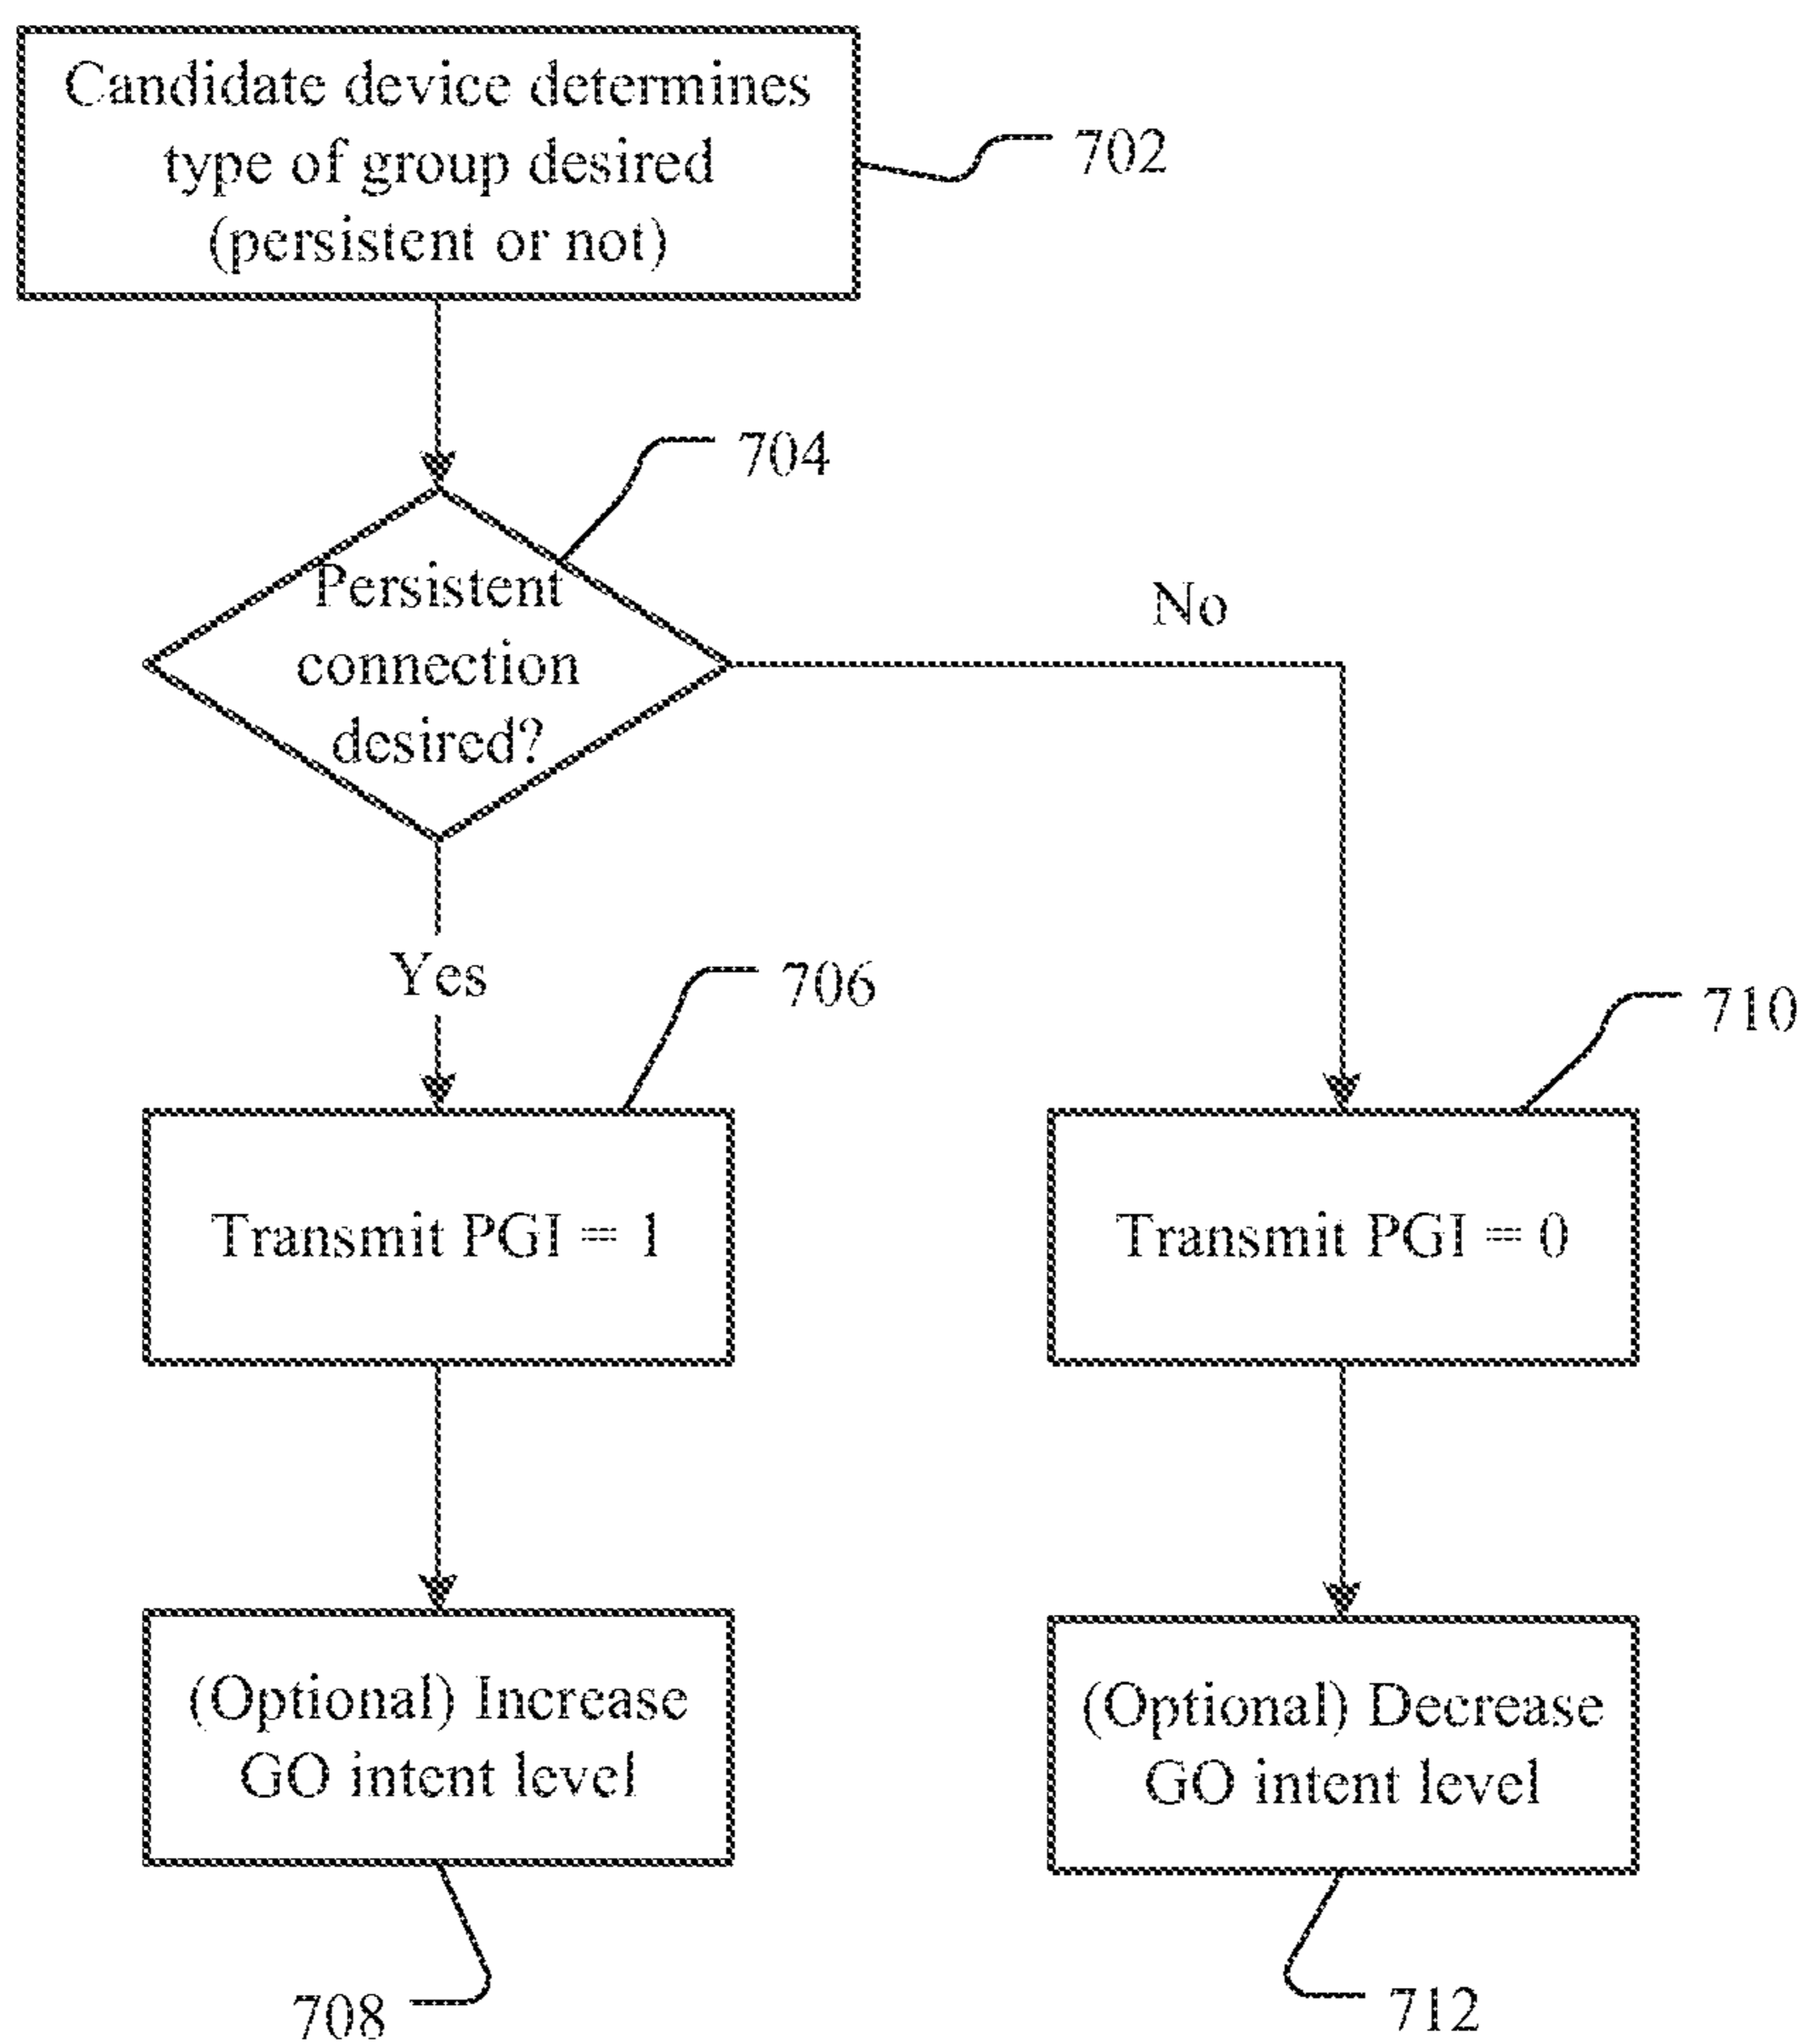 Candidate device determines
type of group desired
(persistent or not)
702
704
Persistent
connection
desired?
No
Yes
706
710
Transmit PGI = 1
Transmit PGI = 0
(Optional) Increase
GO intent level
(Optional) Decrease
GO intent level
708
712